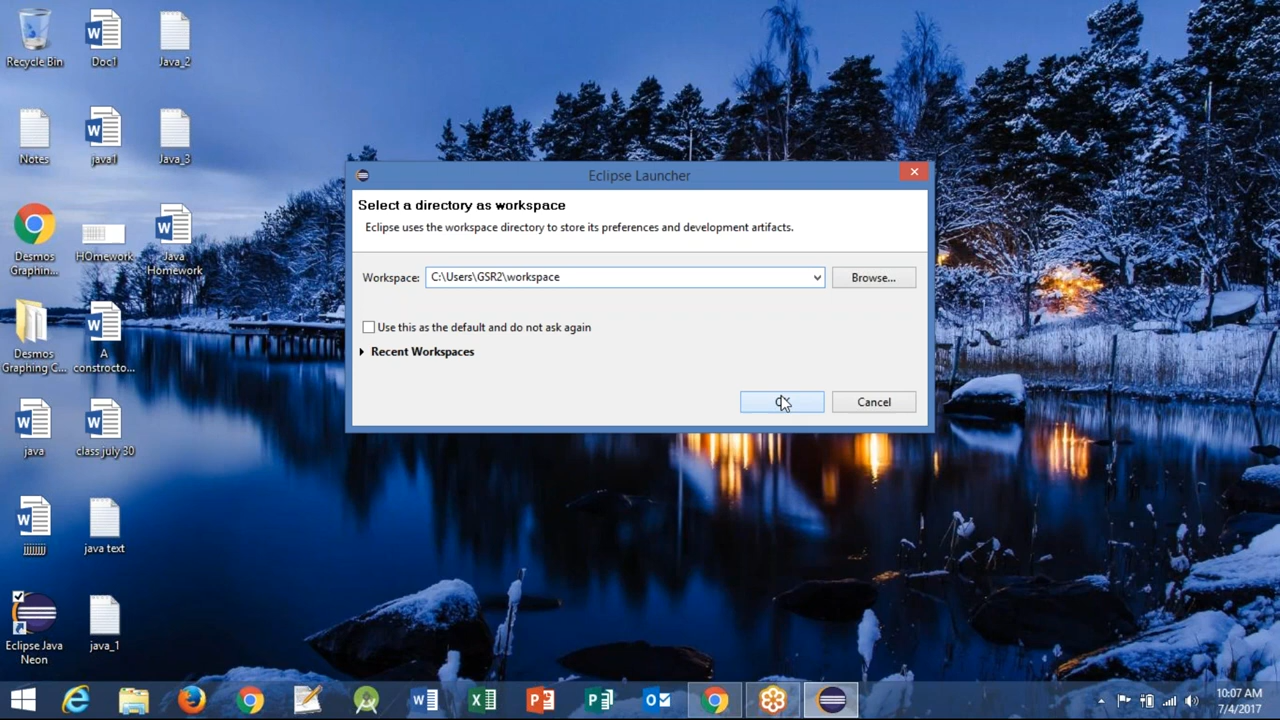 Recycle Bin
Doc1
Java_2
Notes
java1
Java_3
Desmos
Graphin...
HOmework
Java
Homework
Desmos
Graphing C...
A
constructo...
java
class july 30
jjjjjjj
java text
Eclipse Java
Neon
java_1
Eclipse Launcher
Select a directory as workspace
Eclipse uses the workspace directory to store its preferences and development artifacts.
Workspace: C:\Users\GSR2\workspace Browse...
Use this as the default and do not ask again
Recent Workspaces
Cancel
10:07 AM
7/4/2017